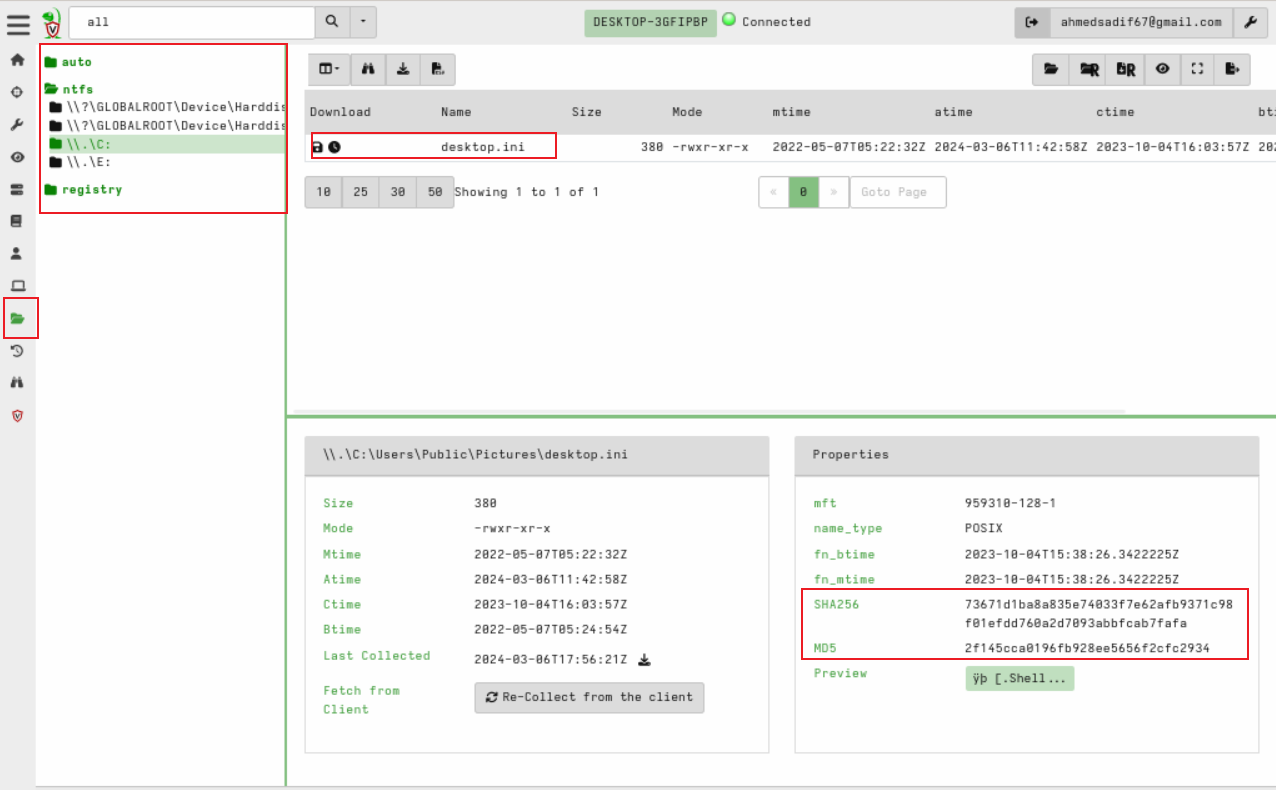 all
DESKTOP-3GFIPBP Connected
ahmedsadif67@gmail.com
auto
ntfs
\\?\GLOBALROOT\Device\Harddis
\\?\GLOBALROOT\Device\Harddis
\\.\C:
\\.\E:
registry
R R
Download Name Size Mode mtime atime ctime bti
desktop.ini 380 -rwxr-xr-x 2022-05-07T05:22:32Z 2024-03-06T11:42:58Z 2023-10-04T16:03:57Z 202
10 25 30 50 Showing 1 to 1 of 1 « 0 » Goto Page
\\.\C:\Users\Public\Pictures\desktop.ini
Size 380
Mode -rwxr-xr-x
Mtime 2022-05-07T05:22:32Z
Atime 2024-03-06T11:42:58Z
Ctime 2023-10-04T16:03:57Z
Btime 2022-05-07T05:24:54Z
Last Collected 2024-03-06T17:56:21Z
Fetch from
Client
Re-Collect from the client
Properties
mft 959310-128-1
name_type POSIX
fn_btime 2023-10-04T15:38:26.3422225Z
fn_mtime 2023-10-04T15:38:26.3422225Z
SHA256 73671d1ba8a835e74033f7e62afb9371c98
f01efdd760a2d7093abbfcab7fafa
MD5 2f145cca0196fb928ee5656f2cfc2934
Preview ÿþ [.Shell...